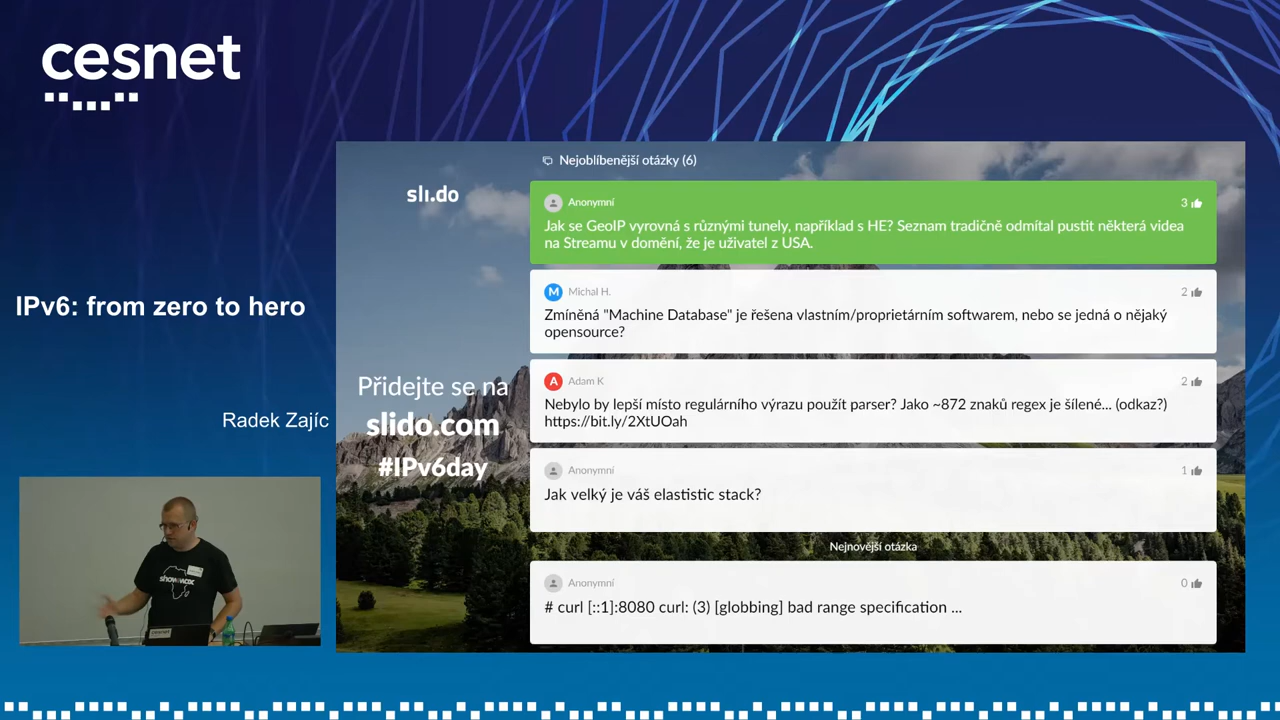 cesnet
IPv6: from zero to hero
Radek Zajíc
showmax
cesnet
sli.do
Přidejte se na
slido.com
#IPv6day
Nejoblíbenější otázky (6)
Anonymní
3
Jak se GeoIP vyrovná s různými tunely, například s HE? Seznam tradičně odmítal pustit některá videa
na Streamu v domění, že je uživatel z USA.
M Michal H.
2
Zmíněná "Machine Database" je řešena vlastním/proprietárním softwarem, nebo se jedná o nějaký
opensource?
A Adam K
2
Nebylo by lepší místo regulárního výrazu použít parser? Jako ~872 znaků regex je šílené... (odkaz?)
https://bit.ly/2XtUOah
Anonymní
1
Jak velký je váš elastistic stack?
Nejnovější otázka
Anonymní
0
# curl [::1]:8080 curl: (3) [globbing] bad range specification ...